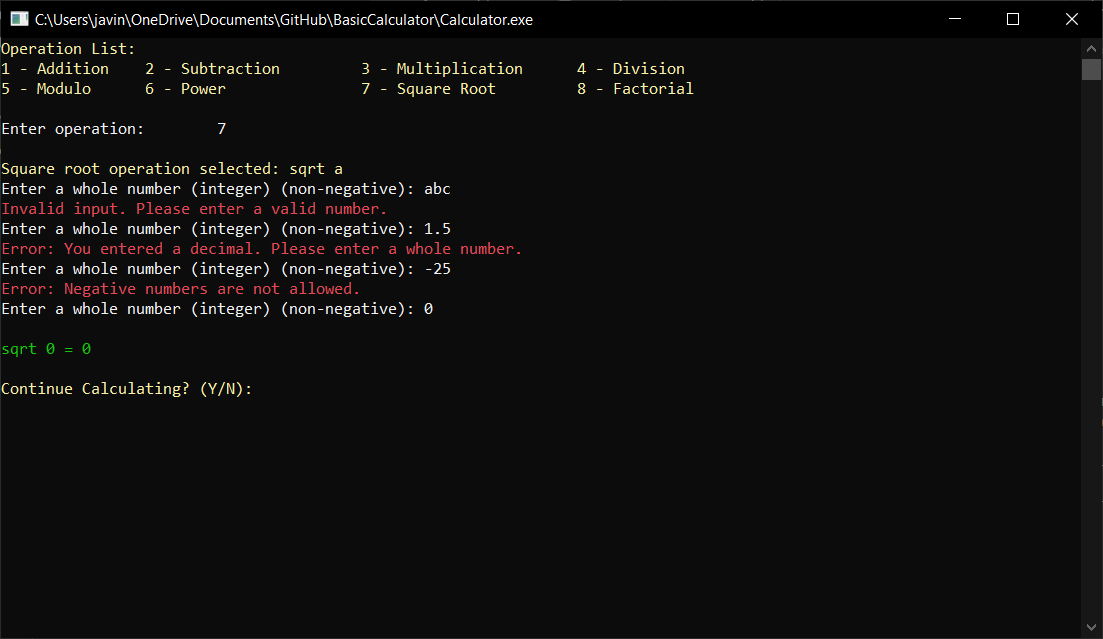 C:\Users\javin\OneDrive\Documents\GitHub\BasicCalculator\Calculator.exe
Operation List:
1 - Addition    2 - Subtraction         3 - Multiplication      4 - Division
5 - Modulo      6 - Power               7 - Square Root         8 - Factorial
Enter operation:        7
Square root operation selected: sqrt a
Enter a whole number (integer) (non-negative): abc
Invalid input. Please enter a valid number.
Enter a whole number (integer) (non-negative): 1.5
Error: You entered a decimal. Please enter a whole number.
Enter a whole number (integer) (non-negative): -25
Error: Negative numbers are not allowed.
Enter a whole number (integer) (non-negative): 0
sqrt 0 = 0
Continue Calculating? (Y/N):